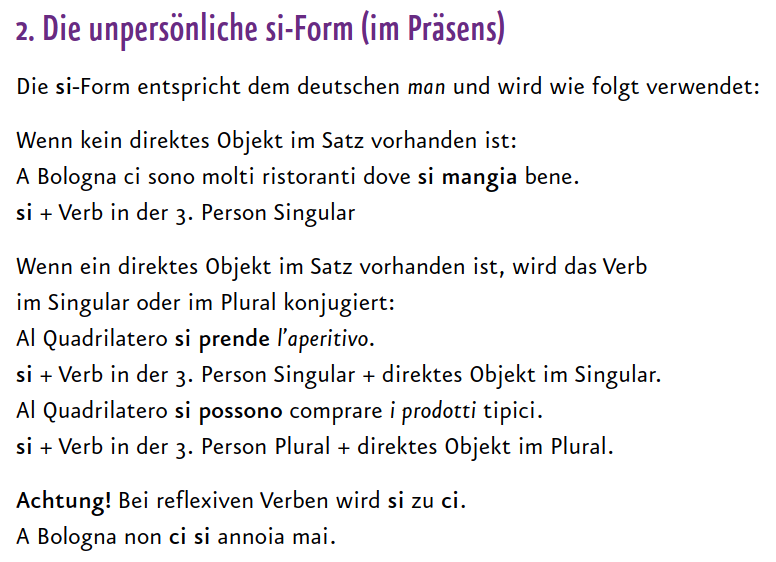 2. Die unpersönliche si-Form (im Präsens)
Die si-Form entspricht dem deutschen man und wird wie folgt verwendet:
Wenn kein direktes Objekt im Satz vorhanden ist:
A Bologna ci sono molti ristoranti dove si mangia bene.
si + Verb in der 3. Person Singular
Wenn ein direktes Objekt im Satz vorhanden ist, wird das Verb
im Singular oder im Plural konjugiert:
Al Quadrilatero si prende l’aperitivo.
si + Verb in der 3. Person Singular + direktes Objekt im Singular.
Al Quadrilatero si possono comprare i prodotti tipici.
si + Verb in der 3. Person Plural + direktes Objekt im Plural.
Achtung! Bei reflexiven Verben wird si zu ci.
A Bologna non ci si annoia mai.